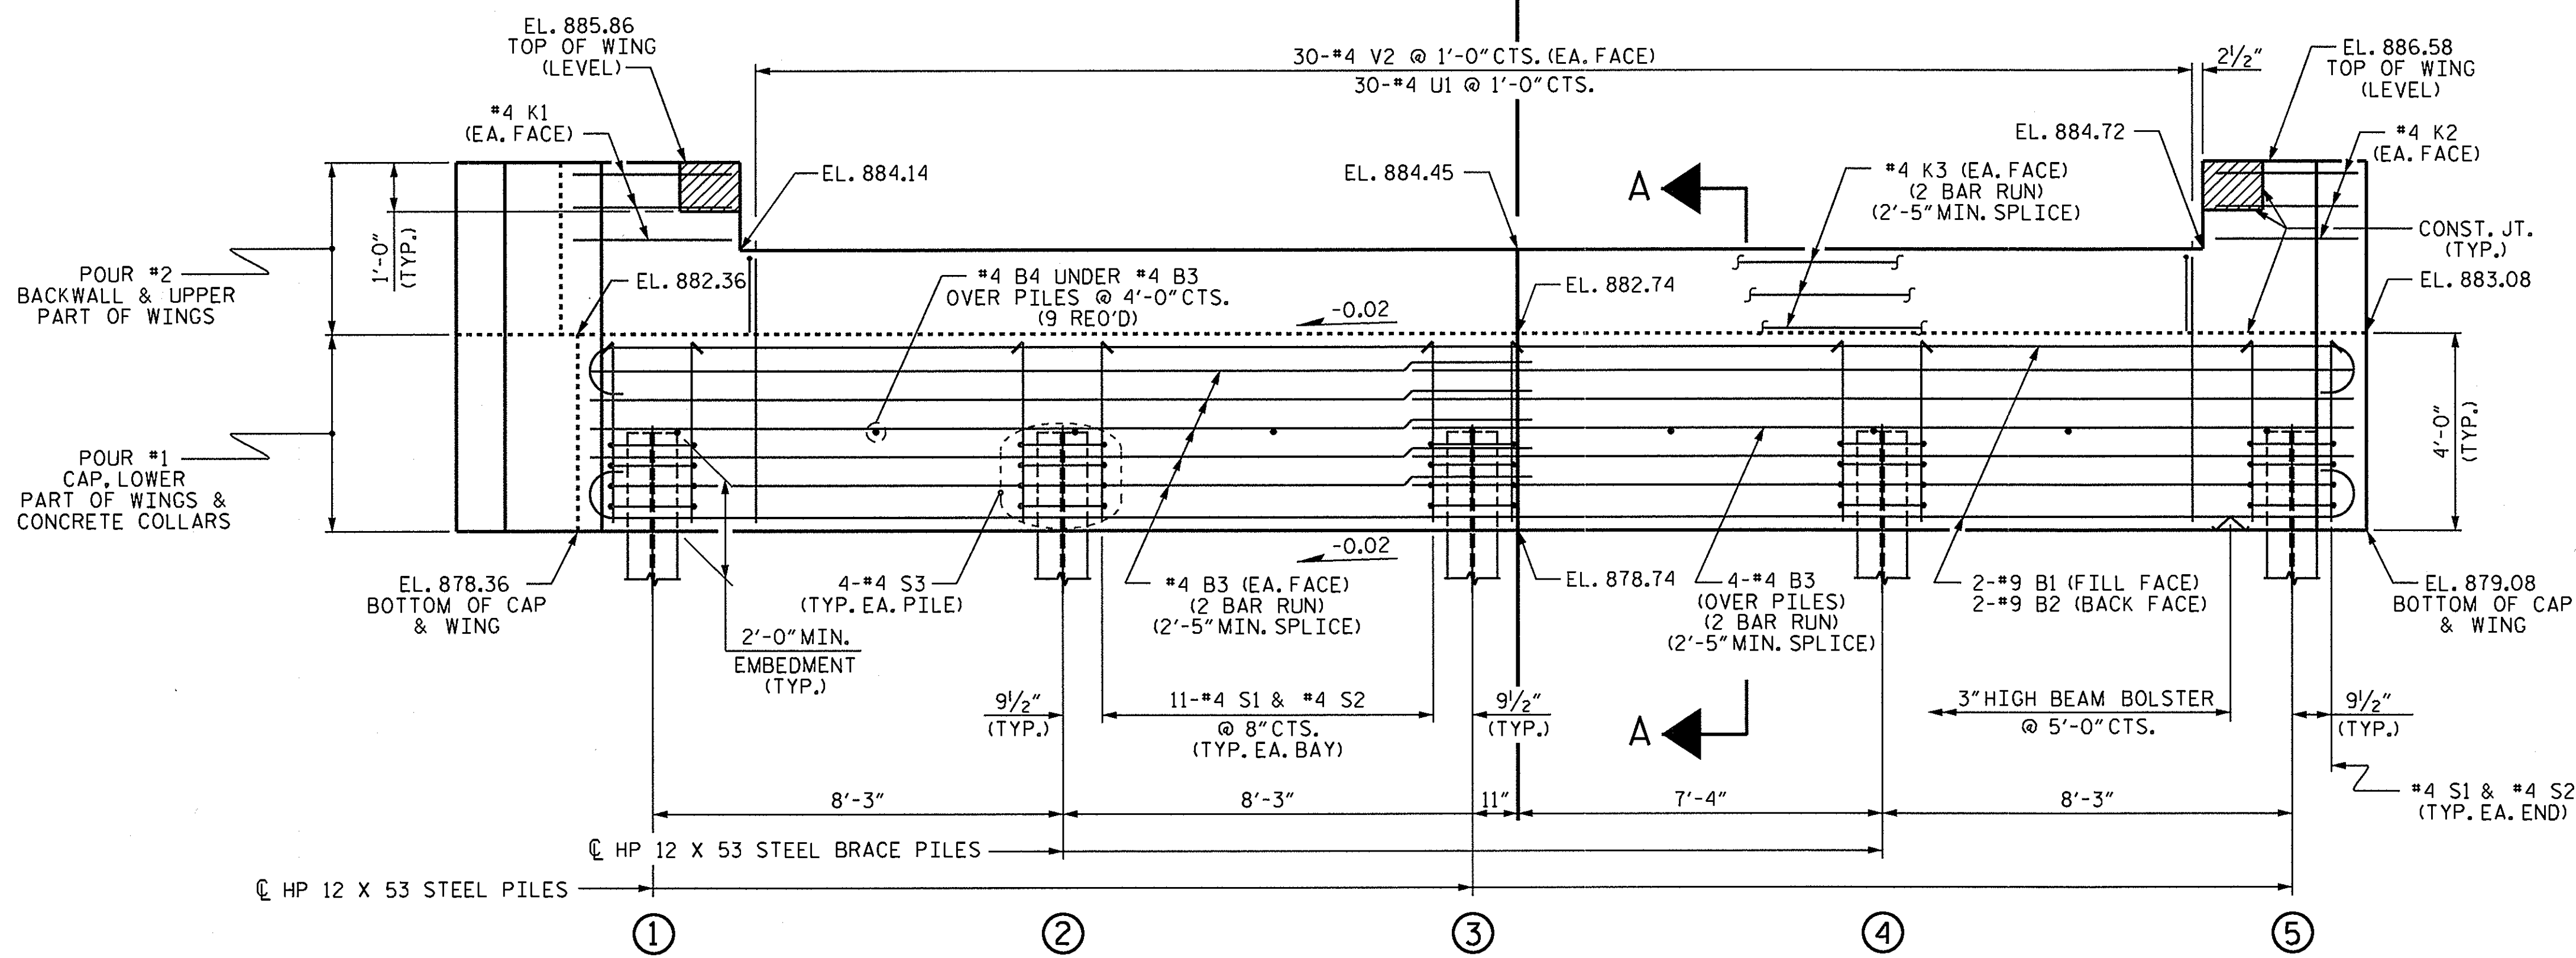 EL. 885.86
TOP OF WING
(LEVEL)
30-#4 V2 @ 1'-0" CTS. (EA. FACE)
30-#4 U1 @ 1'-0" CTS.
2½"
EL. 886.58
TOP OF WING
(LEVEL)
#4 K1
(EA. FACE)
EL. 884.14
EL. 884.45
A
#4 K3 (EA. FACE)
(2 BAR RUN)
(2'-5" MIN. SPLICE)
EL. 884.72
#4 K2
(EA. FACE)
CONST. JT.
(TYP.)
1'-0"
(TYP.)
POUR #2
BACKWALL & UPPER
PART OF WINGS
EL. 882.36
#4 B4 UNDER #4 B3
OVER PILES @ 4'-0" CTS.
(9 REO'D)
-0.02
EL. 882.74
EL. 883.08
POUR #1
CAP, LOWER
PART OF WINGS &
CONCRETE COLLARS
4'-0"
(TYP.)
EL. 878.36
BOTTOM OF CAP
& WING
2'-0" MIN.
EMBEDMENT
(TYP.)
4-#4 S3
(TYP. EA. PILE)
#4 B3 (EA. FACE)
(2 BAR RUN)
(2'-5" MIN. SPLICE)
-0.02
EL. 878.74
4-#4 B3
(OVER PILES)
(2 BAR RUN)
(2'-5" MIN. SPLICE)
2-#9 B1 (FILL FACE)
2-#9 B2 (BACK FACE)
EL. 879.08
BOTTOM OF CAP
& WING
9½"
(TYP.)
11-#4 S1 & #4 S2
@ 8" CTS.
(TYP. EA. BAY)
9½"
(TYP.)
A
3" HIGH BEAM BOLSTER
@ 5'-0" CTS.
9½"
(TYP.)
#4 S1 & #4 S2
(TYP. EA. END)
8'-3"
8'-3"
11"
7'-4"
8'-3"
℄ HP 12 X 53 STEEL BRACE PILES
℄ HP 12 X 53 STEEL PILES
1
2
3
4
5